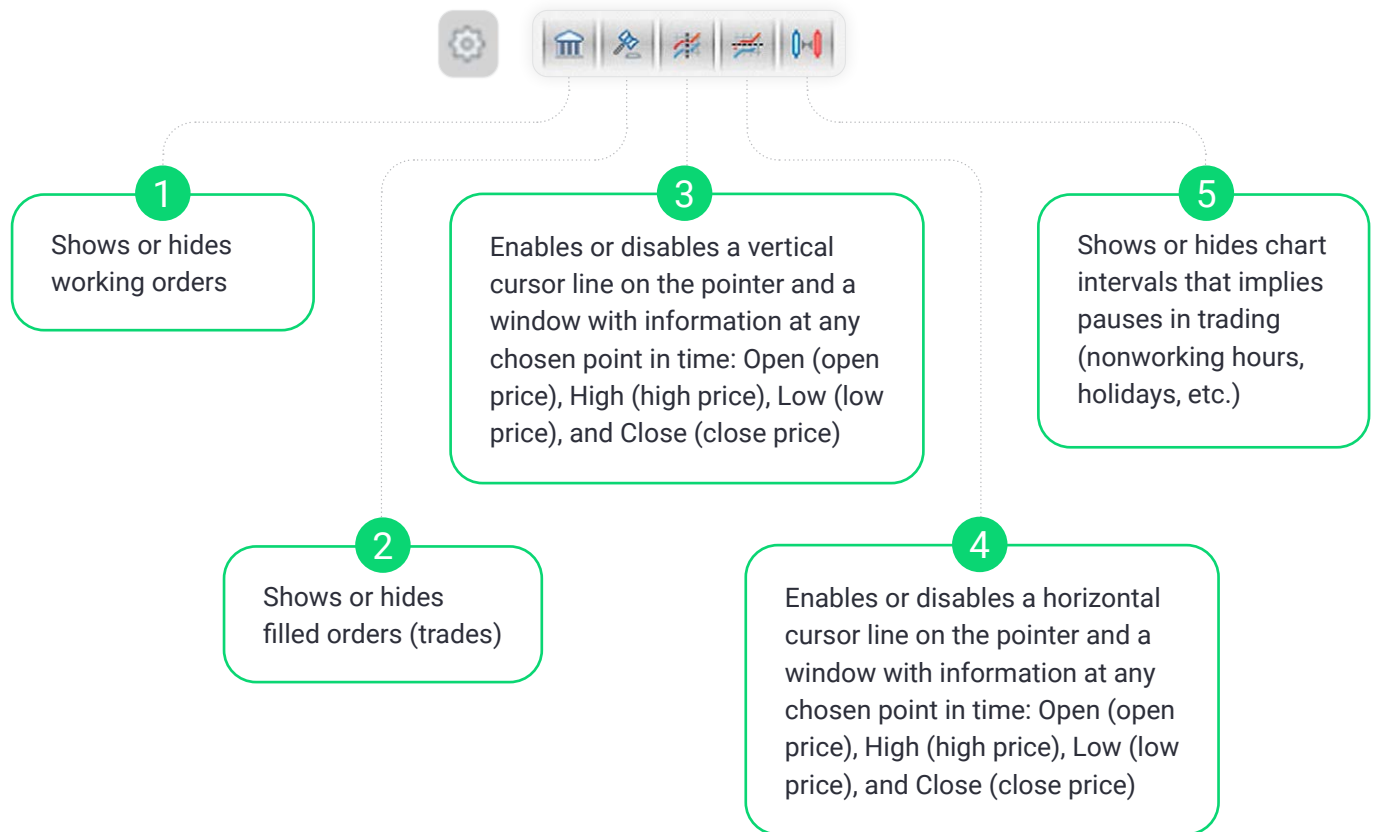 1
Shows or hides
working orders
2
Shows or hides
filled orders (trades)
3
Enables or disables a vertical
cursor line on the pointer and a
window with information at any
chosen point in time: Open (open
price), High (high price), Low (low
price), and Close (close price)
4
Enables or disables a horizontal
cursor line on the pointer and a
window with information at any
chosen point in time: Open (open
price), High (high price), Low (low
price), and Close (close price)
5
Shows or hides chart
intervals that implies
pauses in trading
(nonworking hours,
holidays, etc.)